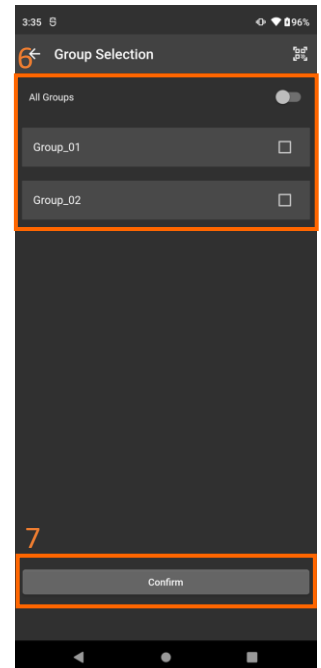 3:35 96%
6 Group Selection
All Groups
Group_01
Group_02
7
Confirm